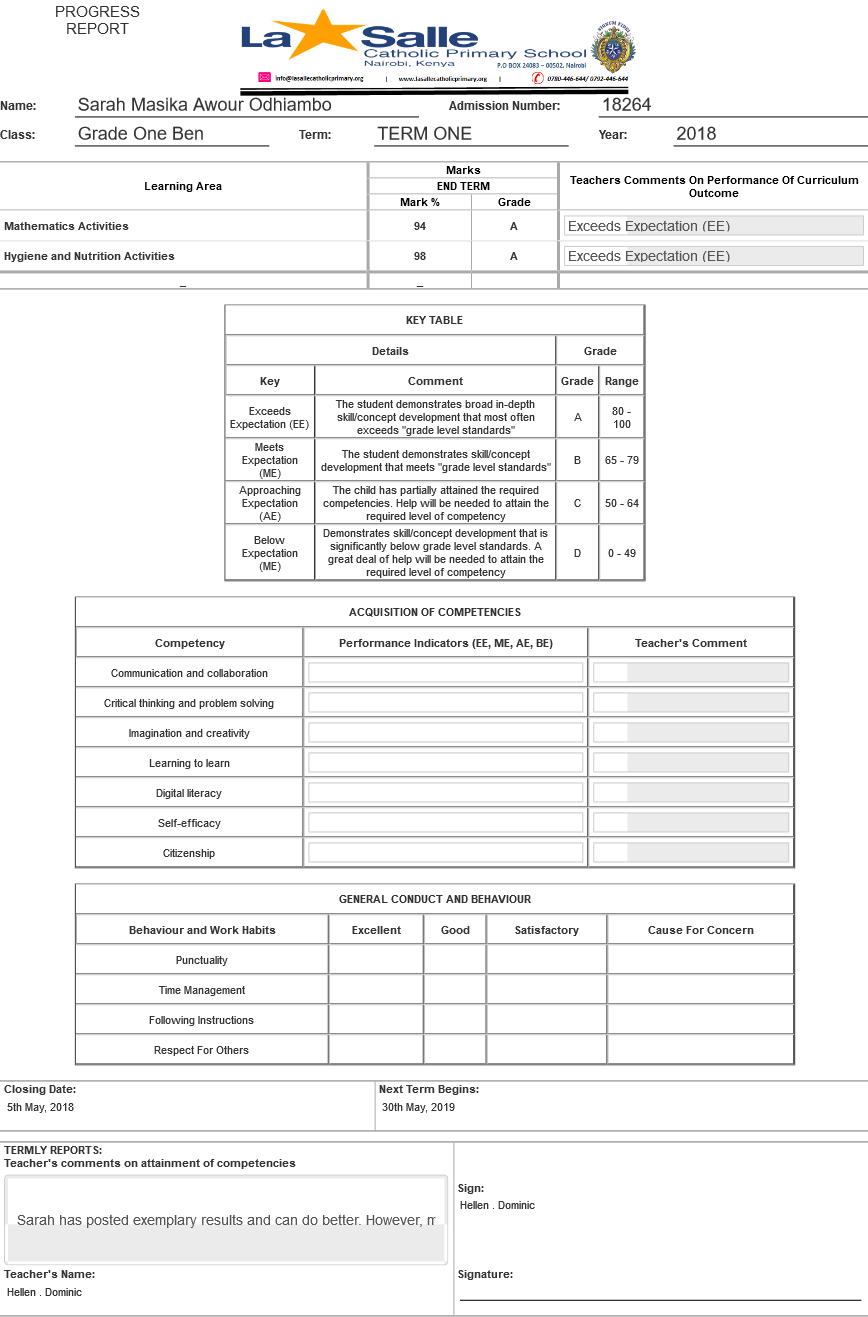 PROGRESS
REPORT
La Salle
Catholic Primary School
Nairobi, Kenya
P.O BOX 24083 – 00502, Nairobi
info@lasallecatholicprimary.org | www.lasallecatholicprimary.org | 0780-446-644/ 0792-446-644
Name: Sarah Masika Awour Odhiambo Admission Number: 18264
Class: Grade One Ben Term: TERM ONE Year: 2018
Learning Area Marks Teachers Comments On Performance Of Curriculum Outcome
END TERM
Mark % Grade
Mathematics Activities 94 A Exceeds Expectation (EE)
Hygiene and Nutrition Activities 98 A Exceeds Expectation (EE)
_ _
KEY TABLE
Details Grade
Key Comment Grade Range
Exceeds Expectation (EE) The student demonstrates broad in-depth skill/concept development that most often exceeds "grade level standards" A 80 - 100
Meets Expectation (ME) The student demonstrates skill/concept development that meets "grade level standards" B 65 - 79
Approaching Expectation (AE) The child has partially attained the required competencies. Help will be needed to attain the required level of competency C 50 - 64
Below Expectation (ME) Demonstrates skill/concept development that is significantly below grade level standards. A great deal of help will be needed to attain the required level of competency D 0 - 49
ACQUISITION OF COMPETENCIES
Competency Performance Indicators (EE, ME, AE, BE) Teacher's Comment
Communication and collaboration
Critical thinking and problem solving
Imagination and creativity
Learning to learn
Digital literacy
Self-efficacy
Citizenship
GENERAL CONDUCT AND BEHAVIOUR
Behaviour and Work Habits Excellent Good Satisfactory Cause For Concern
Punctuality
Time Management
Following Instructions
Respect For Others
Closing Date: Next Term Begins:
5th May, 2018 30th May, 2019
TERMLY REPORTS:
Teacher's comments on attainment of competencies
Sarah has posted exemplary results and can do better. However,
Sign:
Hellen . Dominic
Teacher's Name: Signature:
Hellen . Dominic